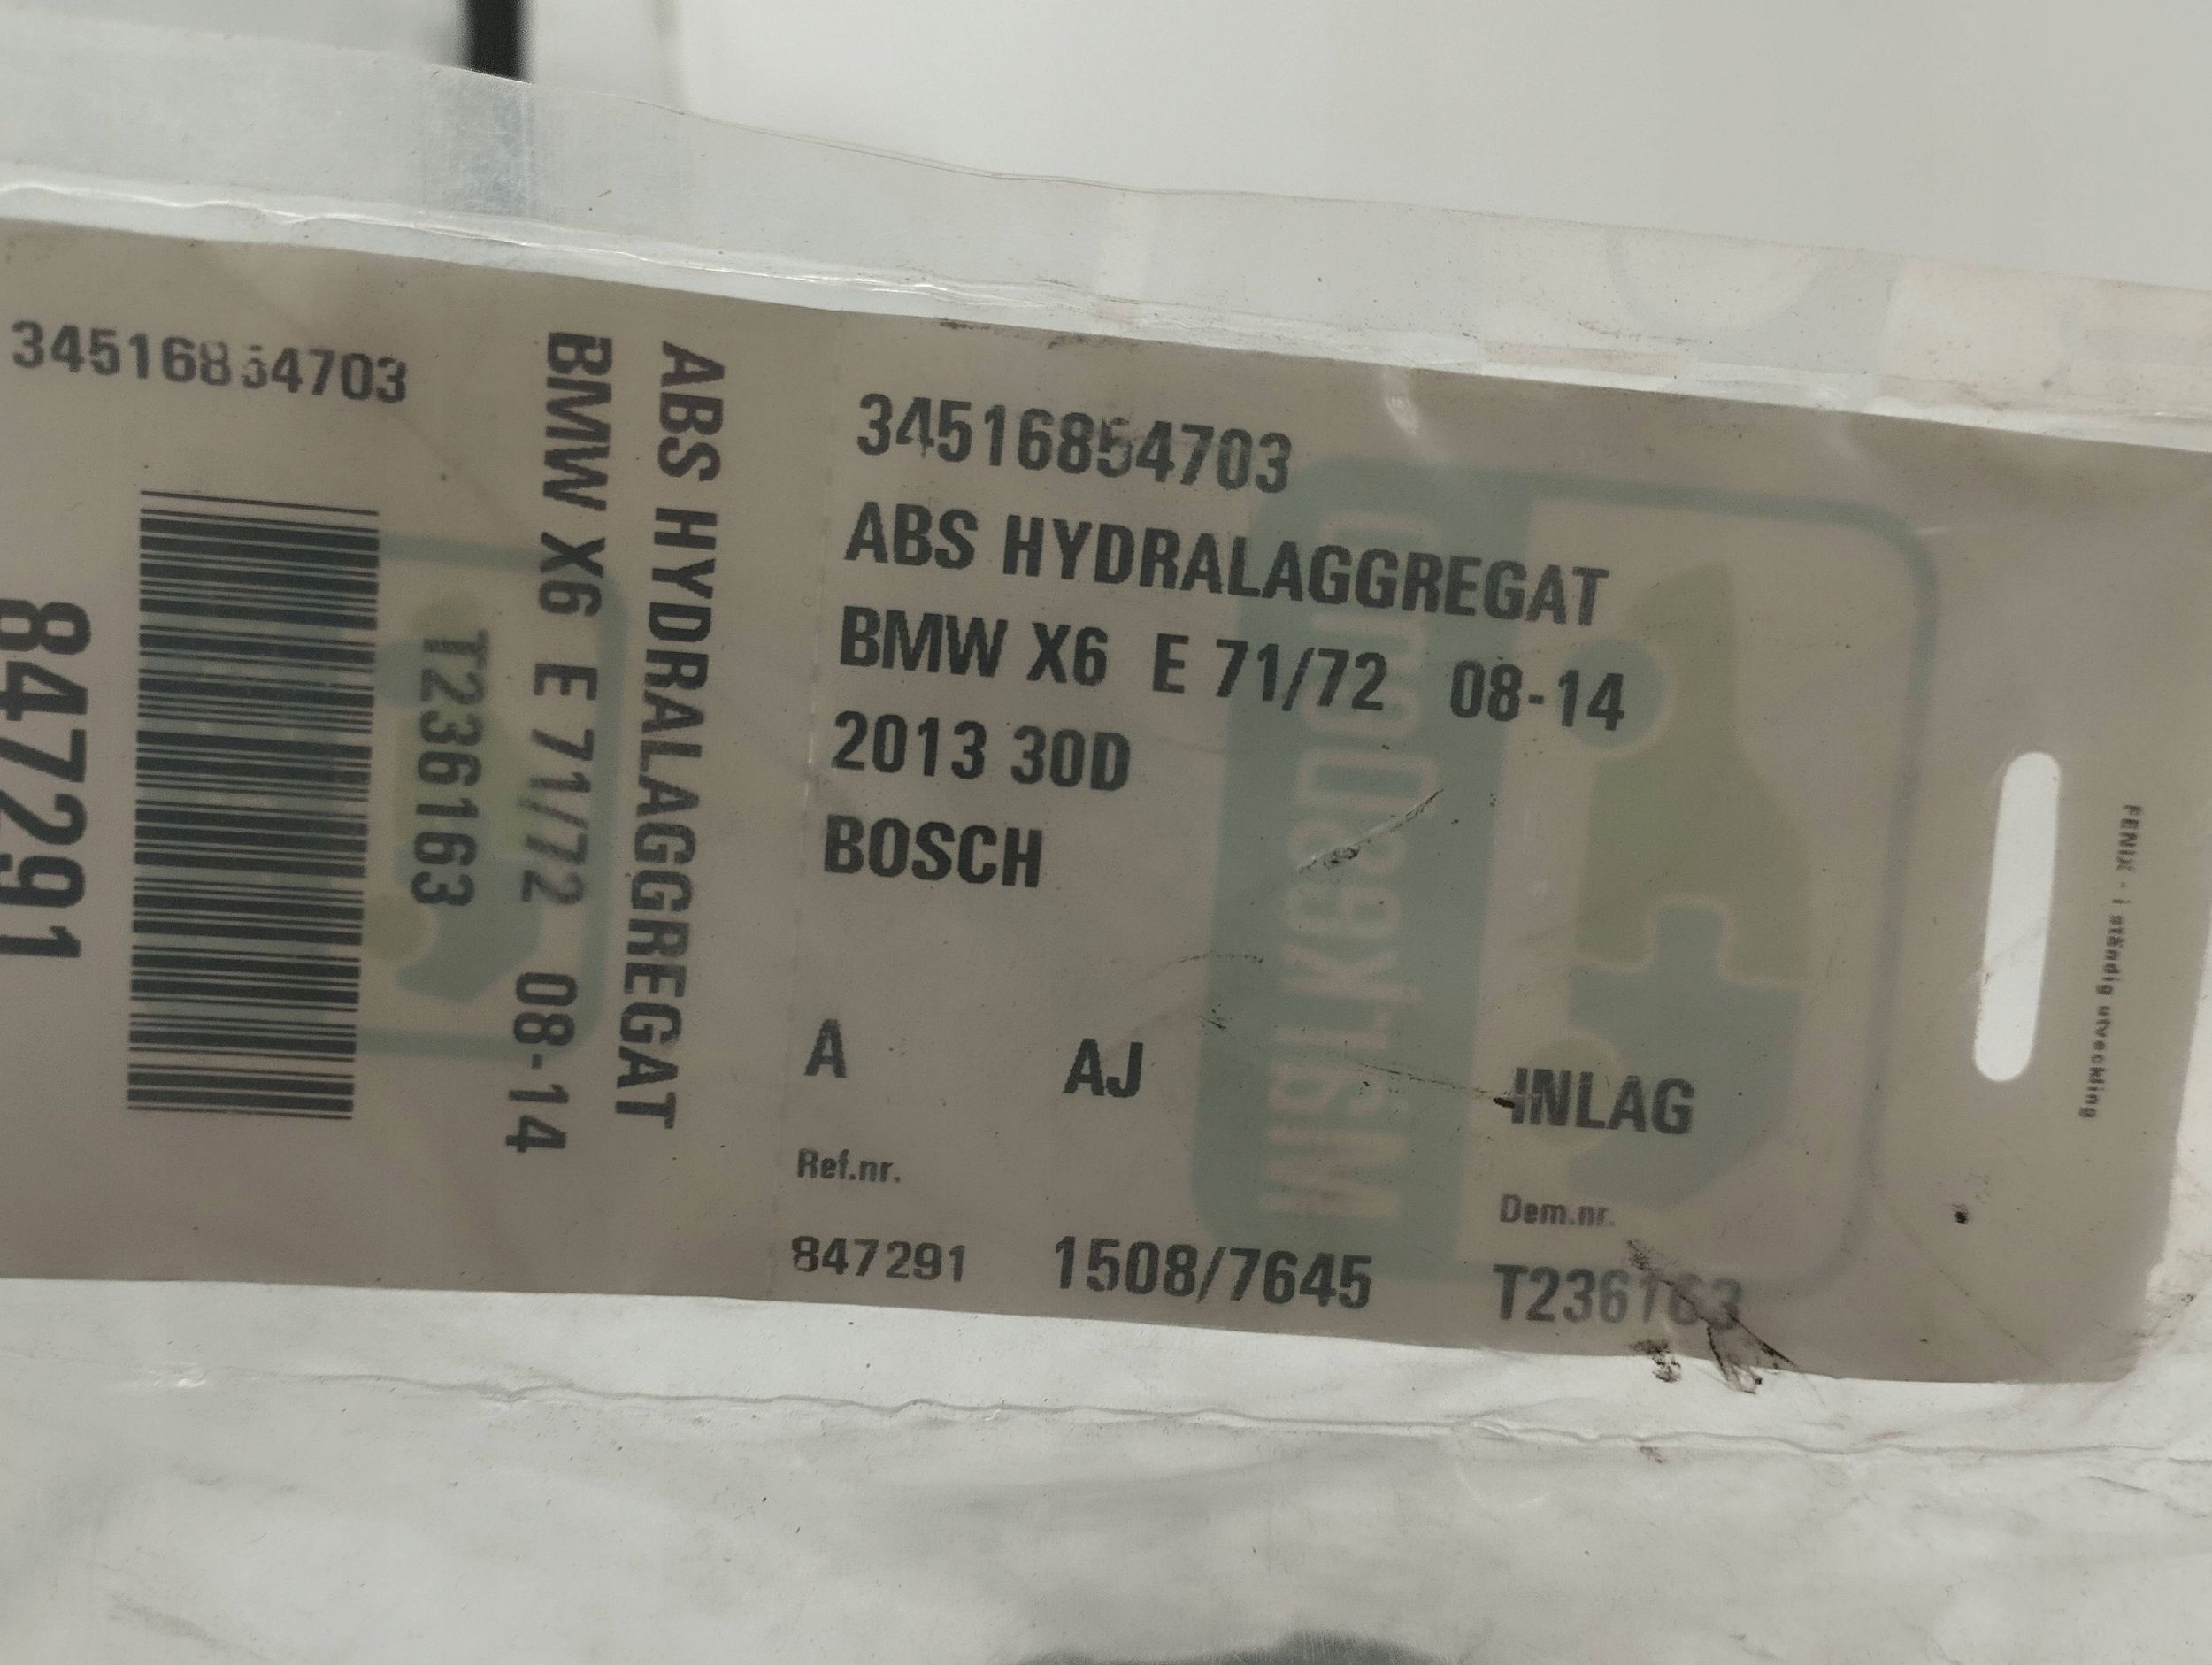 34516854703
ABS HYDRALAGGREGAT
BMW X6 E 71/72 08-14
T236163
847291
34516854703
ABS HYDRALAGGREGAT
BMW X6 E 71/72 08-14
2013 30D
BOSCH
A AJ INLAG
Ref.nr. Dem.nr.
847291 1508/7645 T236163
FENIX - i ständig utveckling